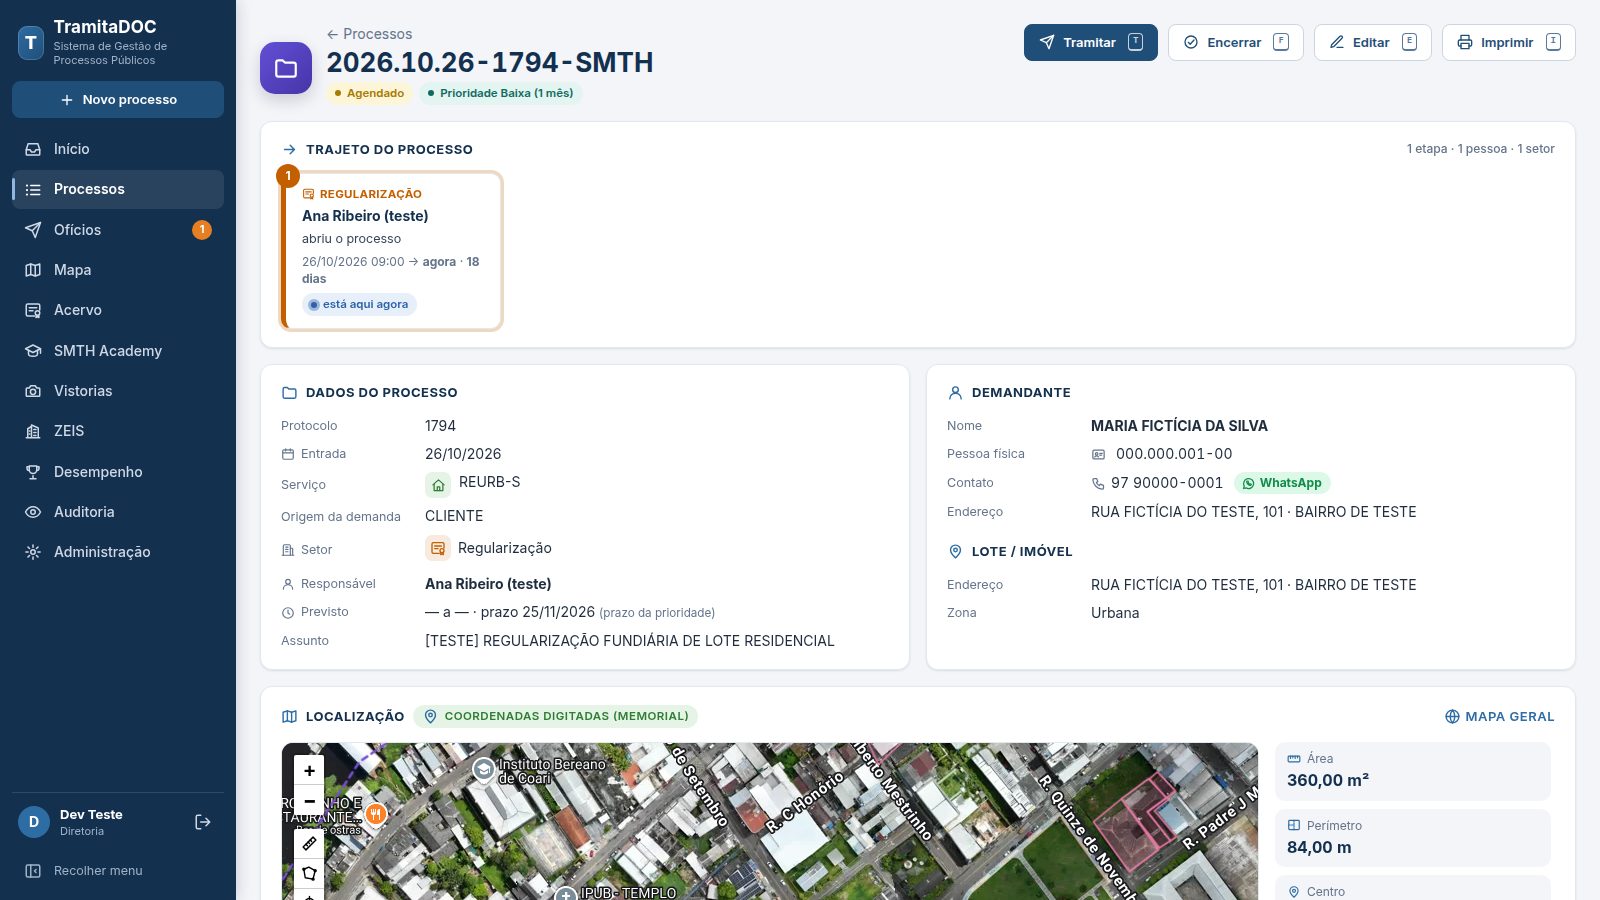 TramitaDOC
Sistema de Gestão de
Processos Públicos
+ Novo processo
Início
Processos
Ofícios
1
Mapa
Acervo
SMTH Academy
Vistorias
ZEIS
Desempenho
Auditoria
Administração
D
Dev Teste
Diretoria
Recolher menu
← Processos
2026.10.26-1794-SMTH
Agendado
Prioridade Baixa (1 mês)
Tramitar T
Encerrar F
Editar E
Imprimir I
TRAJETO DO PROCESSO
1 etapa · 1 pessoa · 1 setor
1
REGULARIZAÇÃO
Ana Ribeiro (teste)
abriu o processo
26/10/2026 09:00 → agora · 18
dias
está aqui agora
DADOS DO PROCESSO
Protocolo 1794
Entrada 26/10/2026
Serviço REURB-S
Origem da demanda CLIENTE
Setor Regularização
Responsável Ana Ribeiro (teste)
Previsto — a — · prazo 25/11/2026 (prazo da prioridade)
Assunto [TESTE] REGULARIZAÇÃO FUNDIÁRIA DE LOTE RESIDENCIAL
DEMANDANTE
Nome MARIA FICTÍCIA DA SILVA
Pessoa física 000.000.001-00
Contato 97 90000-0001 WhatsApp
Endereço RUA FICTÍCIA DO TESTE, 101 · BAIRRO DE TESTE
LOTE / IMÓVEL
Endereço RUA FICTÍCIA DO TESTE, 101 · BAIRRO DE TESTE
Zona Urbana
LOCALIZAÇÃO
COORDENADAS DIGITADAS (MEMORIAL)
MAPA GERAL
+
−
Instituto Bereano
de Coari
de Setembro
R. C Honório
berto Mestrinho
R. Quinze de Novemb
R. Padre J M
NHO E
TAURANTE...
ostras
IPUB - TEMPLO
Área
360,00 m²
Perímetro
84,00 m
Centro